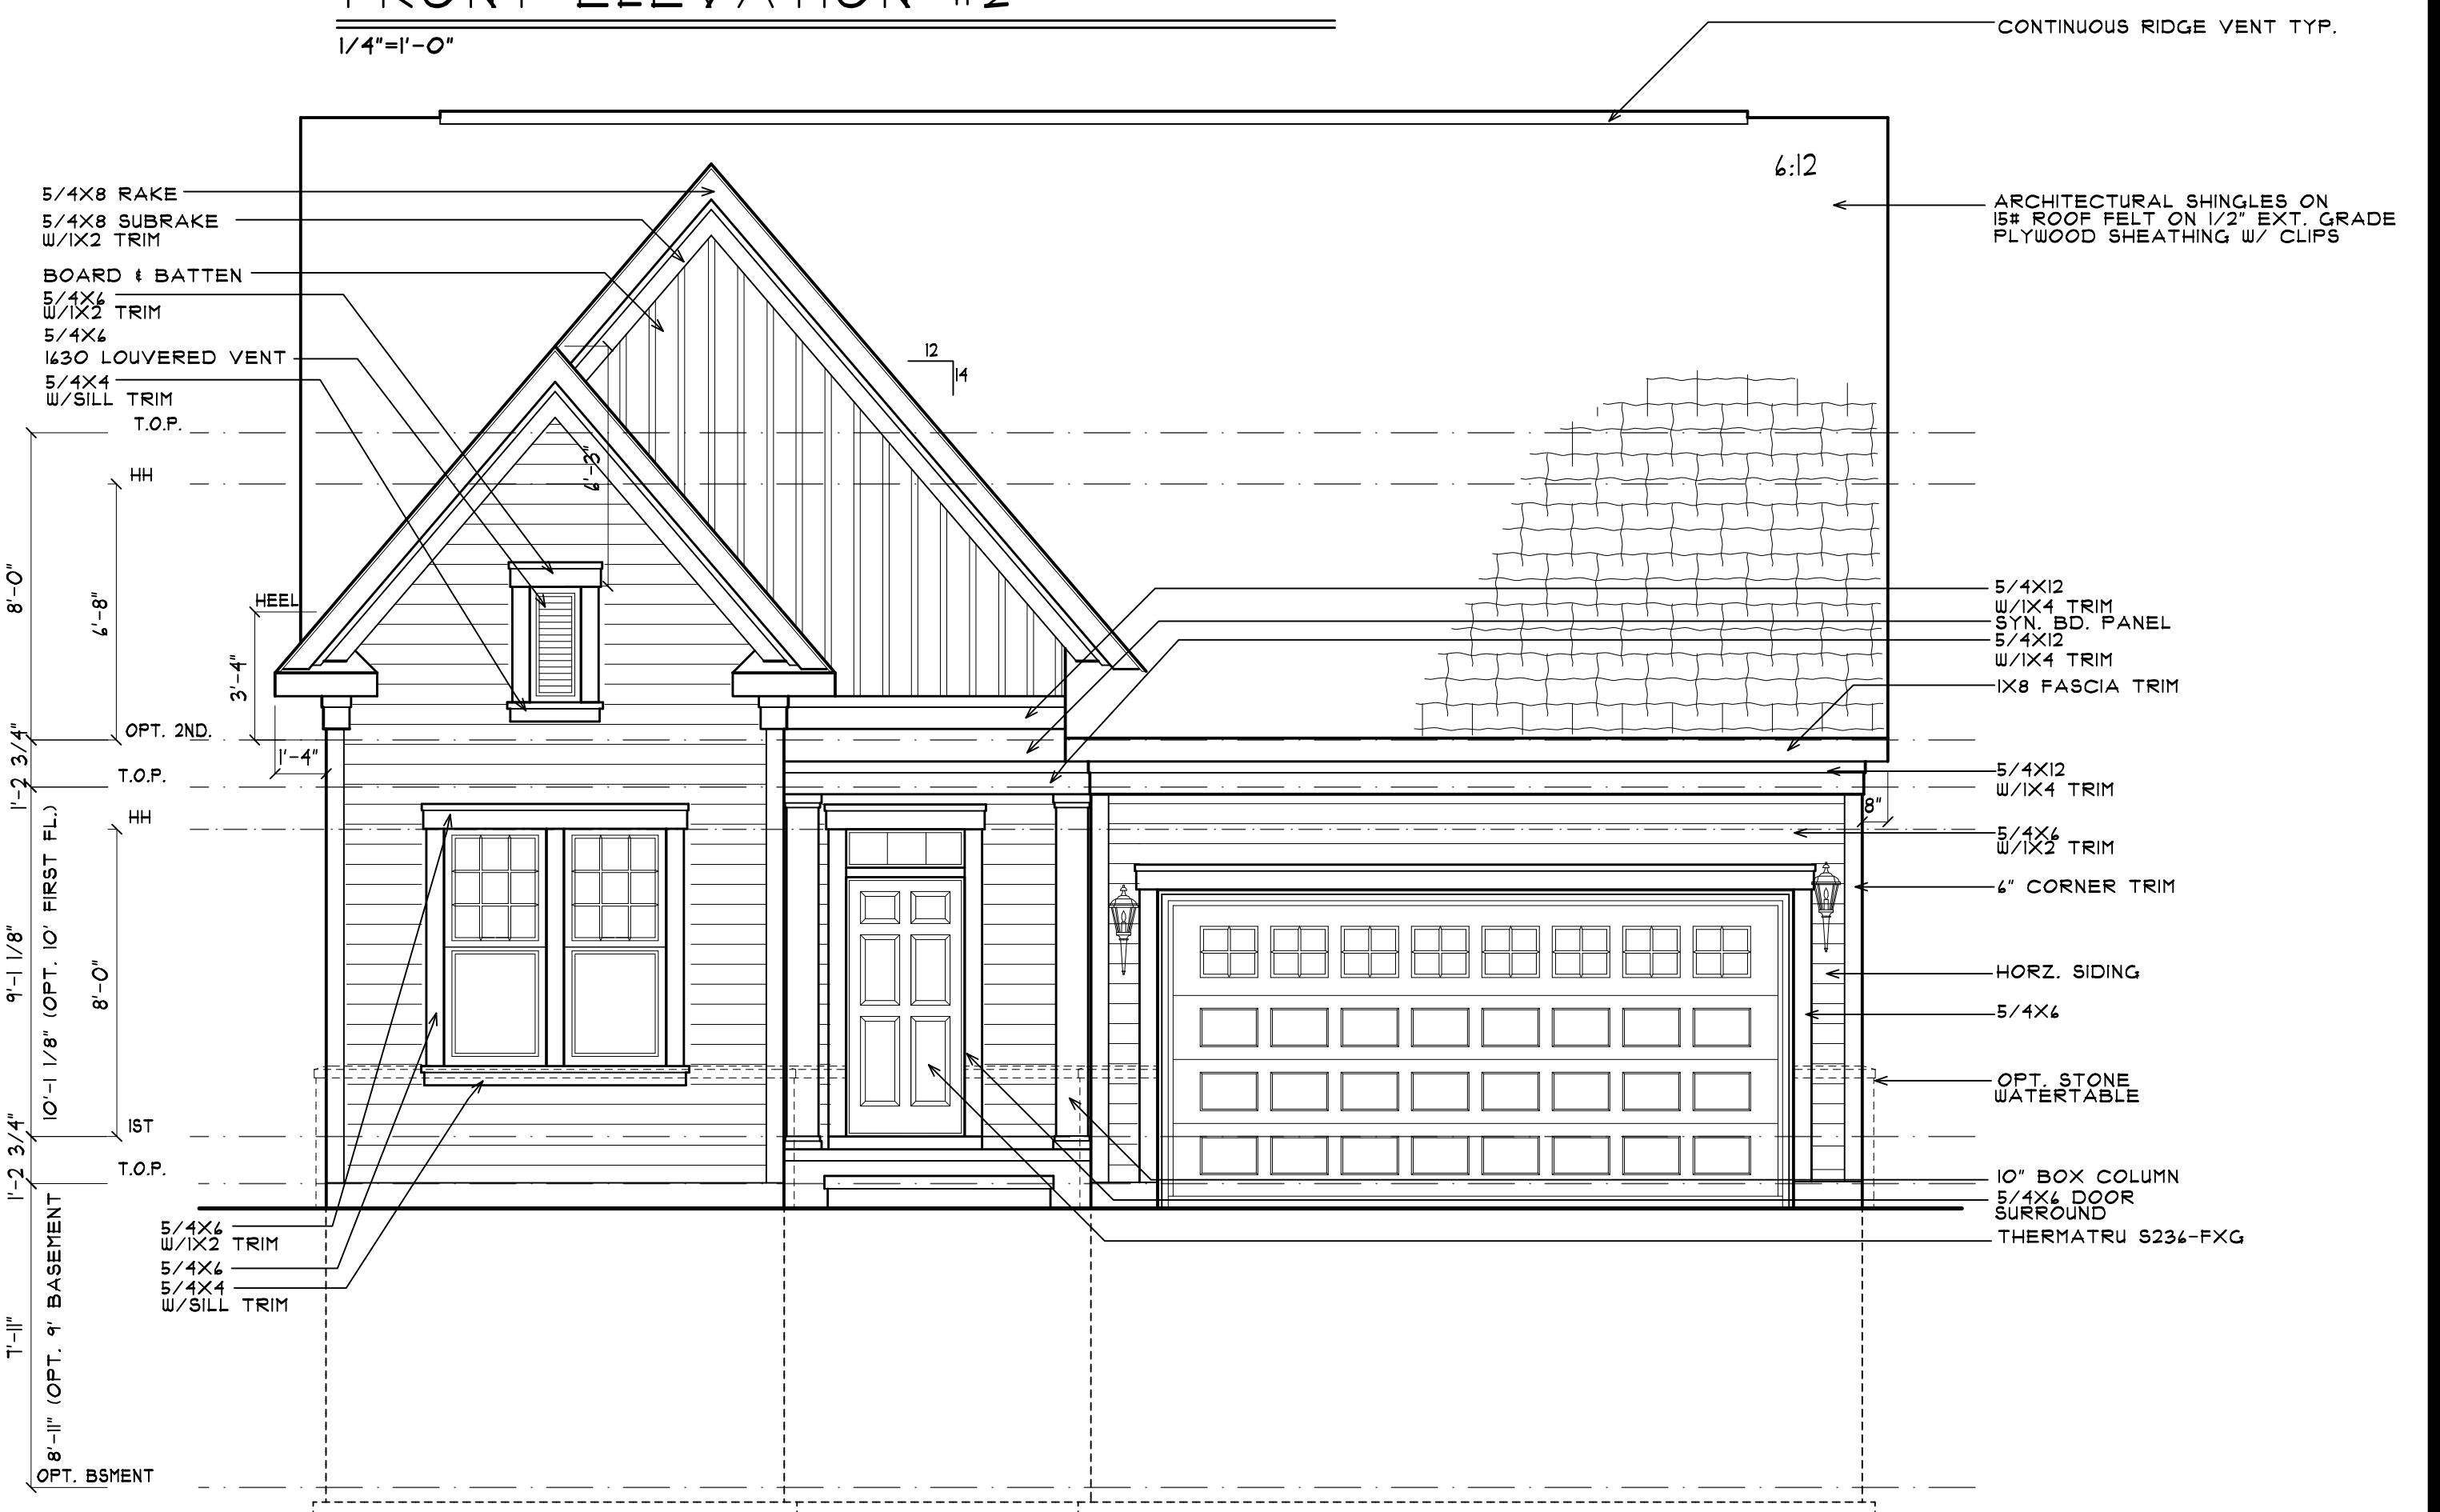 FRONT ELEVATION #2
1/4"=1'-0"
CONTINUOUS RIDGE VENT TYP.
6:12
ARCHITECTURAL SHINGLES ON
15# ROOF FELT ON 1/2" EXT. GRADE
PLYWOOD SHEATHING W/ CLIPS
5/4X8 RAKE
5/4X8 SUBRAKE
W/1X2 TRIM
BOARD & BATTEN
5/4X6
W/1X2 TRIM
5/4X6
1630 LOUVERED VENT
5/4X4
W/SILL TRIM
T.O.P.
HH
12
14
6'-3"
8'-0"
6'-8"
HEEL
3'-4"
OPT. 2ND.
1'-4"
1'-2 3/4"
T.O.P.
HH
9'-1 1/8"
10'-1 1/8" (OPT. 10' FIRST FL.)
8'-0"
1ST
1'-2 3/4"
T.O.P.
7'-11"
8'-11" (OPT. 9' BASEMENT
OPT. BSMENT
5/4X6
W/1X2 TRIM
5/4X6
5/4X4
W/SILL TRIM
5/4X12
W/1X4 TRIM
SYN. BD. PANEL
5/4X12
W/1X4 TRIM
1X8 FASCIA TRIM
5/4X12
W/1X4 TRIM
8"
5/4X6
W/1X2 TRIM
6" CORNER TRIM
HORZ. SIDING
5/4X6
OPT. STONE
WATERTABLE
10" BOX COLUMN
5/4X6 DOOR
SURROUND
THERMATRU S236-FXG